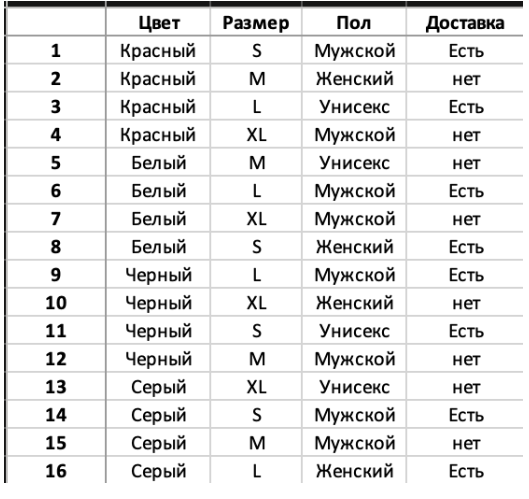 Цвет Размер Пол Доставка
1 Красный S Мужской Есть
2 Красный M Женский нет
3 Красный L Унисекс Есть
4 Красный XL Мужской нет
5 Белый M Унисекс нет
6 Белый L Мужской Есть
7 Белый XL Мужской нет
8 Белый S Женский Есть
9 Черный L Мужской Есть
10 Черный XL Женский нет
11 Черный S Унисекс Есть
12 Черный M Мужской нет
13 Серый XL Унисекс нет
14 Серый S Мужской Есть
15 Серый M Мужской нет
16 Серый L Женский Есть